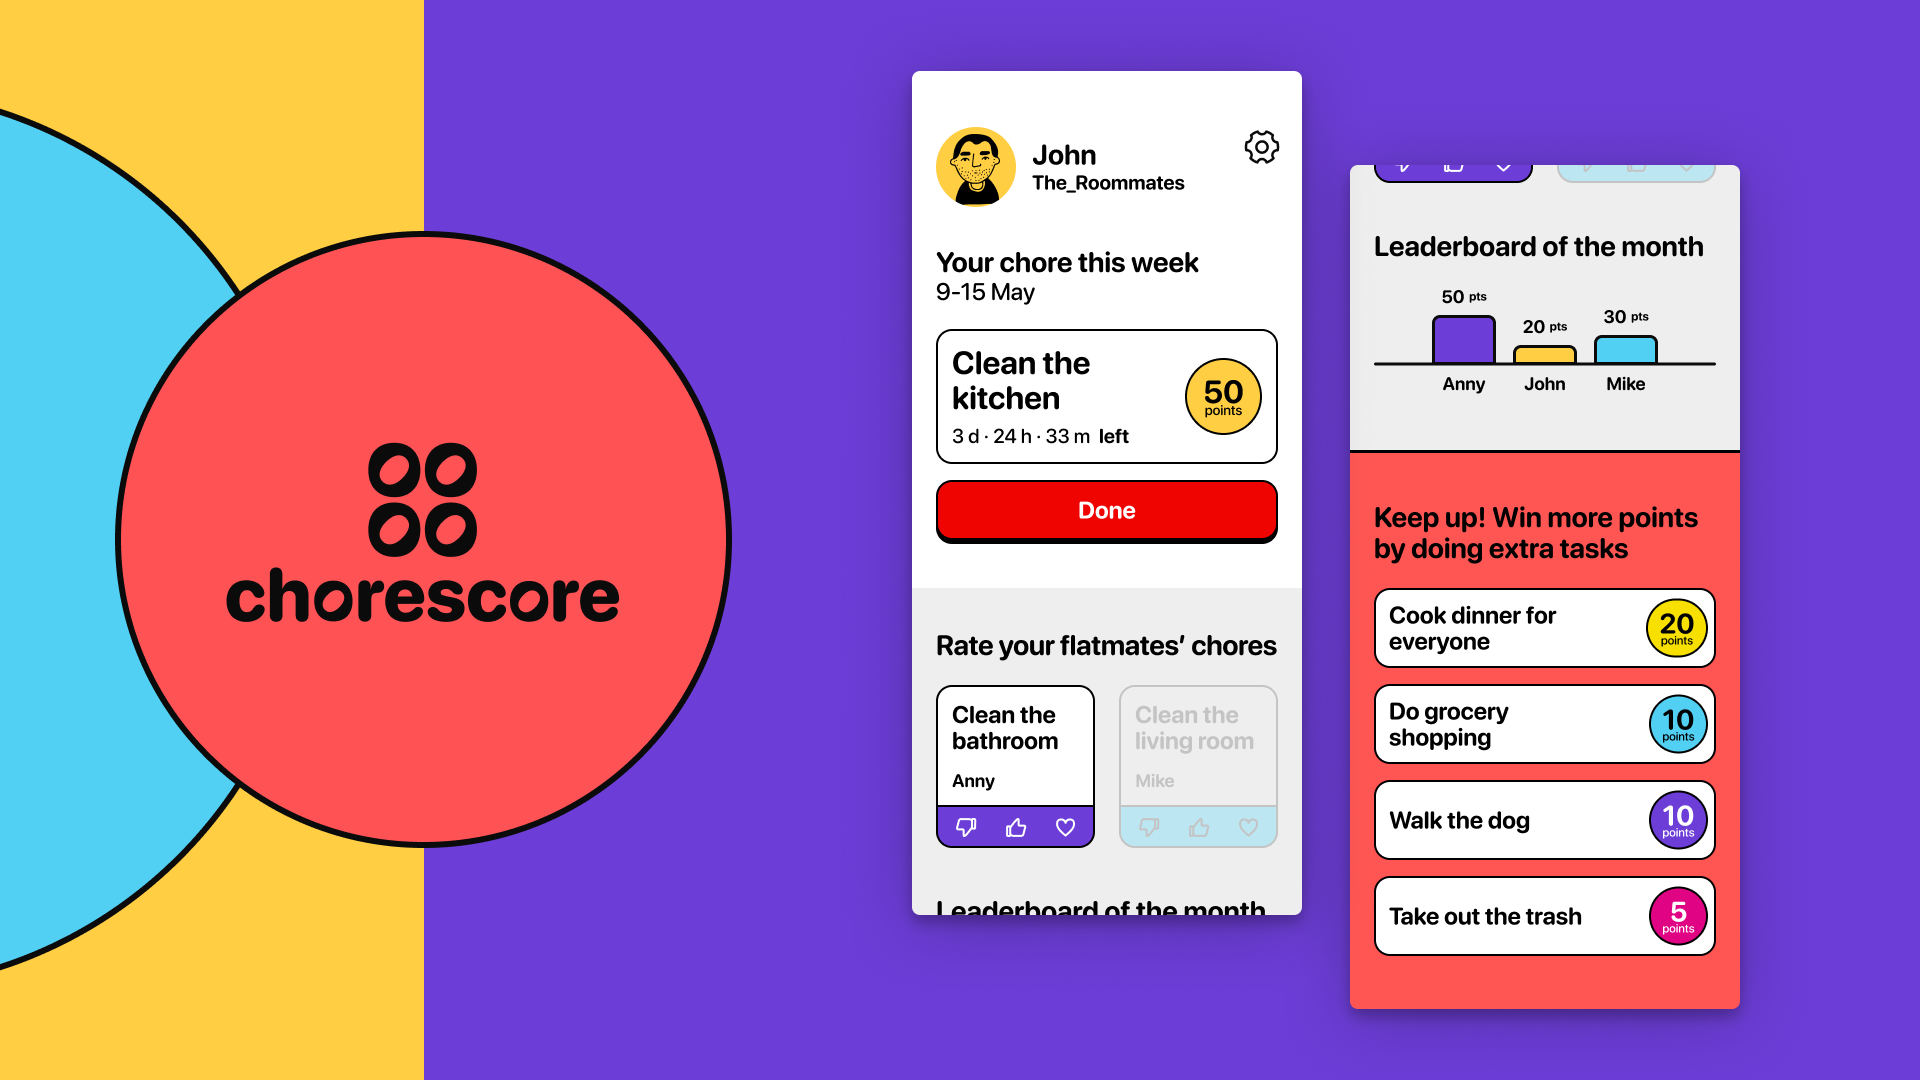 chorescore
John
The_Roommates
Your chore this week
9-15 May
Clean the
kitchen
3 d · 24 h · 33 m left
50
points
Done
Rate your flatmates’ chores
Clean the
bathroom
Anny
Clean the
living room
Mike
Leaderboard of the month
Leaderboard of the month
50 pts
20 pts
30 pts
Anny
John
Mike
Keep up! Win more points
by doing extra tasks
Cook dinner for
everyone
20
points
Do grocery
shopping
10
points
Walk the dog
10
points
Take out the trash
5
points